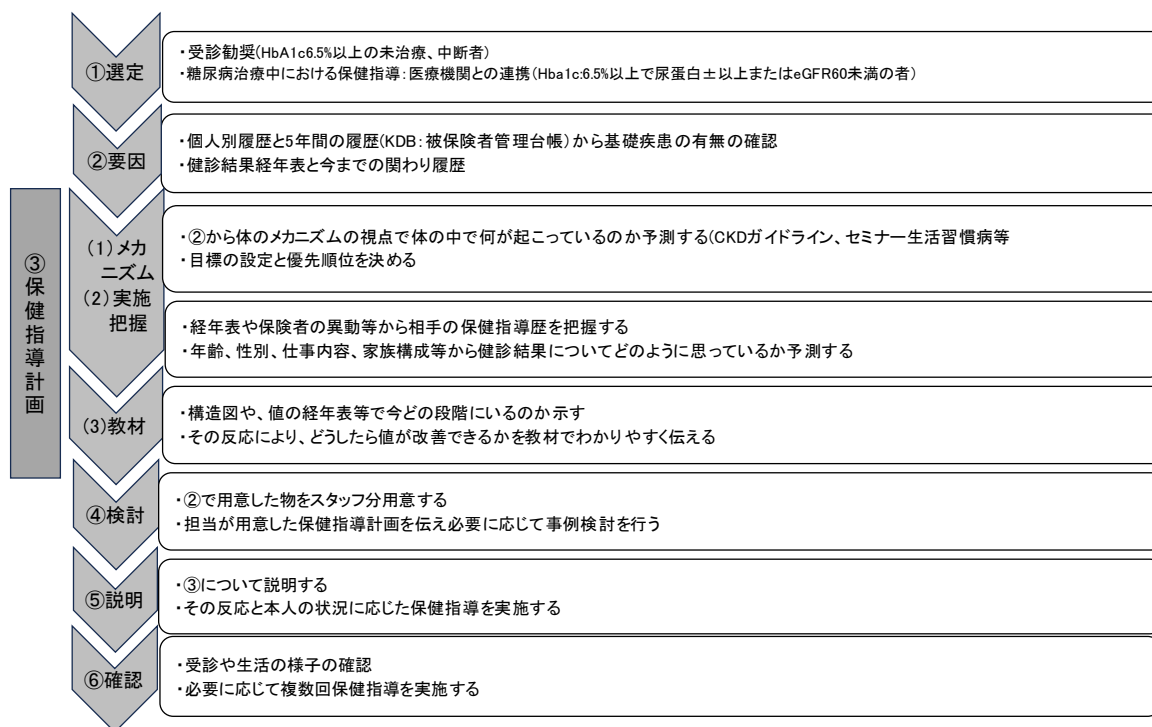 ①選定
・受診勧奨(HbA1c6.5%以上の未治療、中断者)
・糖尿病治療中における保健指導:医療機関との連携(Hba1c:6.5%以上で尿蛋白±以上またはeGFR60未満の者)
②要因
・個人別履歴と5年間の履歴(KDB:被保険者管理台帳)から基礎疾患の有無の確認
・健診結果経年表と今までの関わり履歴
③保健指導計画
(1)メカ
ニズム
(2)実施
把握
・②から体のメカニズムの視点で体の中で何が起こっているのか予測する(CKDガイドライン、セミナー生活習慣病等
・目標の設定と優先順位を決める
・経年表や保険者の異動等から相手の保健指導歴を把握する
・年齢、性別、仕事内容、家族構成等から健診結果についてどのように思っているか予測する
(3)教材
・構造図や、値の経年表等で今どの段階にいるのか示す
・その反応により、どうしたら値が改善できるかを教材でわかりやすく伝える
④検討
・②で用意した物をスタッフ分用意する
・担当が用意した保健指導計画を伝え必要に応じて事例検討を行う
⑤説明
・③について説明する
・その反応と本人の状況に応じた保健指導を実施する
⑥確認
・受診や生活の様子の確認
・必要に応じて複数回保健指導を実施する